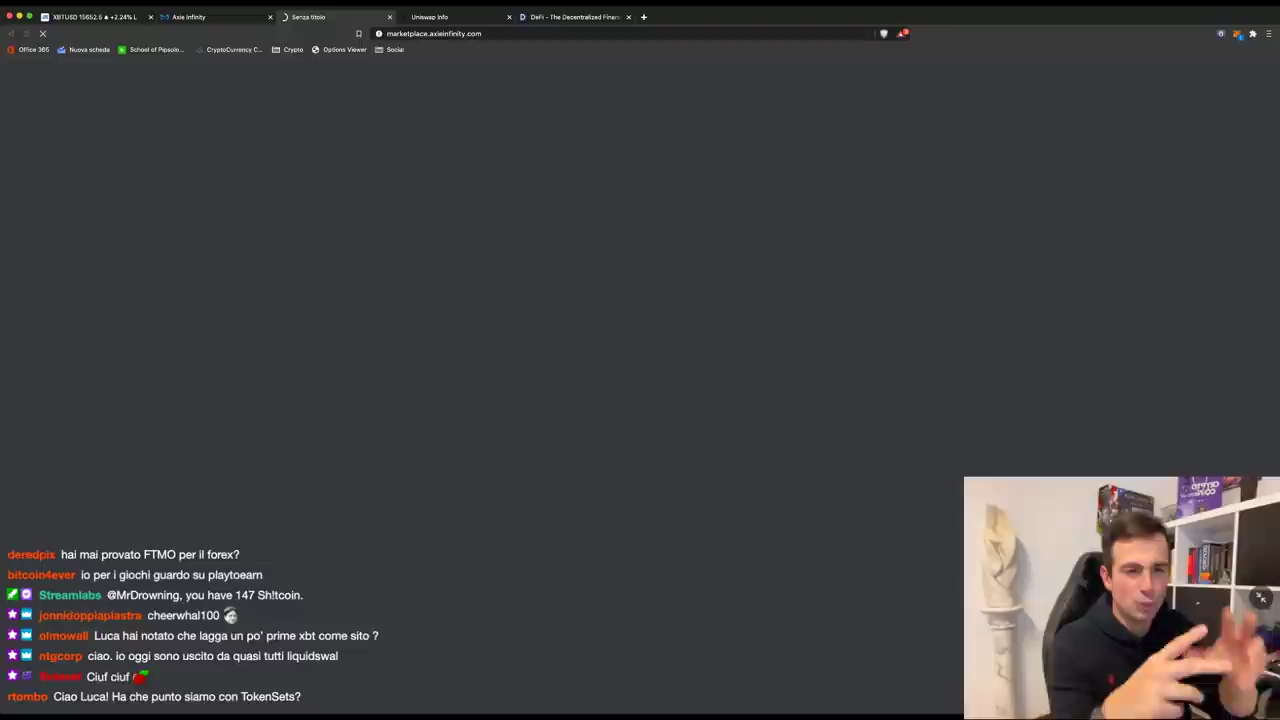 XBTUSD 15652.5 ▲ +2.24% L
Axie Infinity
Senza titolo
Uniswap Info
DeFi - The Decentralized Finan
marketplace.axieinfinity.com
Office 365
Nuova scheda
School of Pipsolo...
CryptoCurrency C...
Crypto
Options Viewer
Social
deredpix hai mai provato FTMO per il forex?
bitcoin4ever io per i giochi guardo su playtoearn
Streamlabs @MrDrowning, you have 147 Sh!tcoin.
jonnidoppiapiastra cheerwhal100
olmowall Luca hai notato che lagga un po' prime xbt come sito ?
ntgcorp ciao. io oggi sono uscito da quasi tutti liquidswal
Ciuf ciuf
rtombo Ciao Luca! Ha che punto siamo con TokenSets?